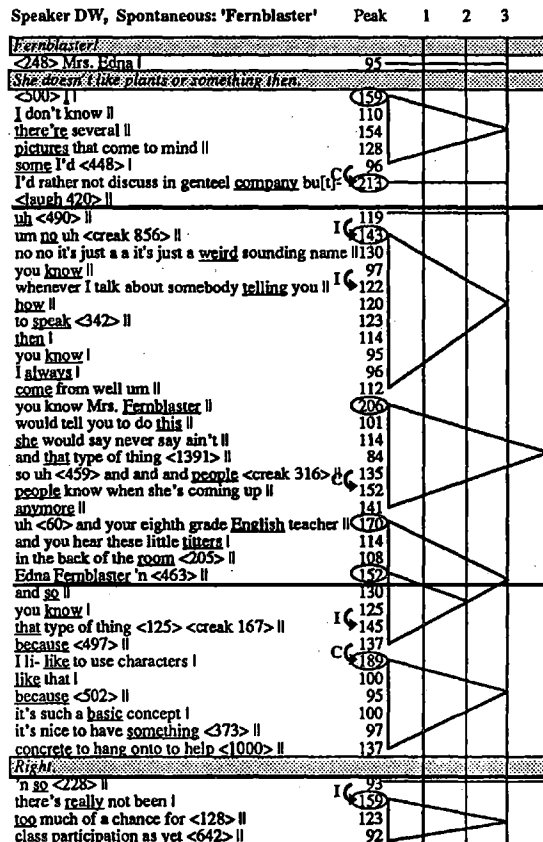 Speaker DW, Spontaneous: 'Fernblaster' Peak 1 2 3
Fernblaster!
<248> Mrs. Edna | 95
She doesn't like plants or something then.
<500> I || 159
I don't know || 110
there're several || 154
pictures that come to mind || 128
some I'd <448> | 96
I'd rather not discuss in genteel company bu[t]- C 213
<laugh 420> ||
uh <490> || 119
um no uh <creak 856> || I 143
no no it's just a a it's just a weird sounding name || 130
you know || 97
whenever I talk about somebody telling you || I 122
how || 120
to speak <342> || 123
then | 114
you know | 95
I always | 96
come from well um || 112
you know Mrs. Fernblaster || 206
would tell you to do this || 101
she would say never say ain't || 114
and that type of thing <1391> || 84
so uh <459> and and and people <creak 316> || 135
people know when she's coming up || C 152
anymore || 141
uh <60> and your eighth grade English teacher || 170
and you hear these little titters | 114
in the back of the room <205> || 108
Edna Fernblaster 'n <463> || 152
and so || 130
you know | 125
that type of thing <125> <creak 167> || I 145
because <497> || 137
I li- like to use characters | C 189
like that | 100
because <502> || 95
it's such a basic concept | 100
it's nice to have something <373> || 97
concrete to hang onto to help <1000> || 137
Right.
'n so <228> || 93
there's really not been | I 159
too much of a chance for <128> || 123
class participation as yet <642> || 92